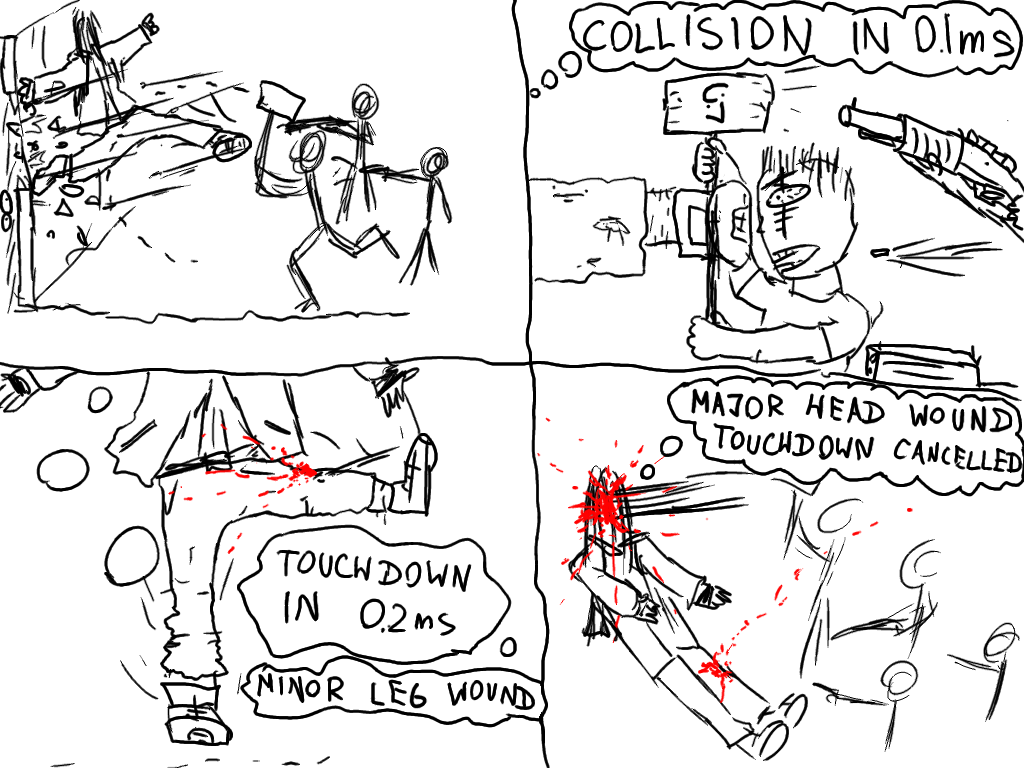 COLLISION IN 0.1ms
TOUCHDOWN
IN 0.2ms
MINOR LEG WOUND
MAJOR HEAD WOUND
TOUCHDOWN CANCELLED